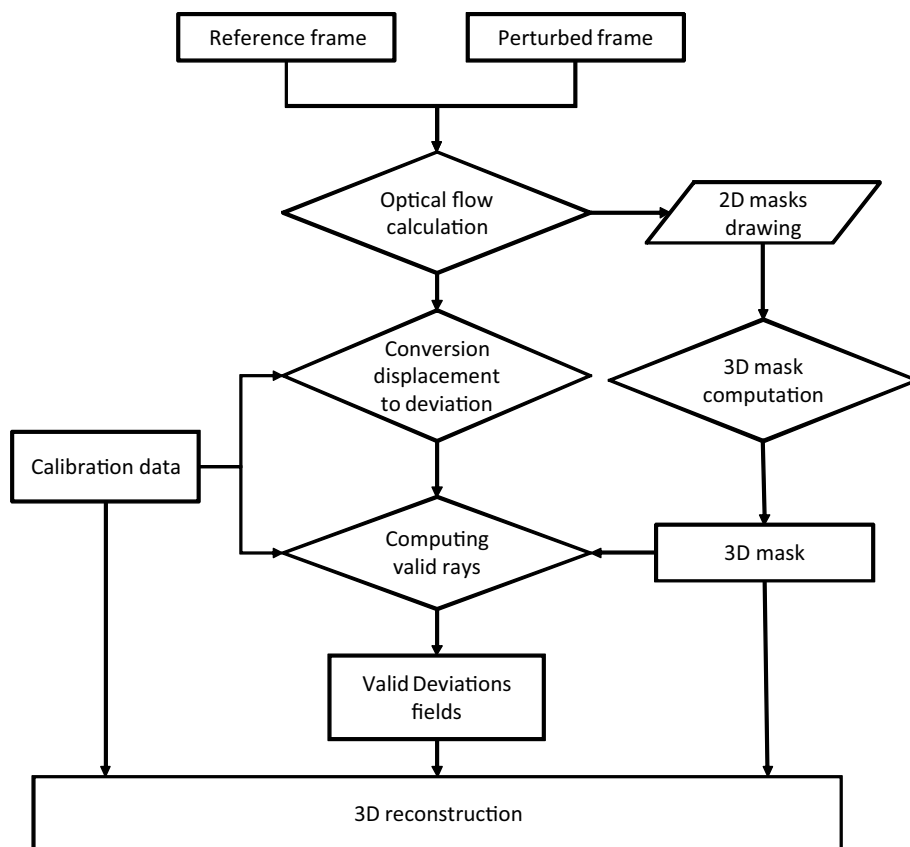 Reference frame
Perturbed frame
Optical flow
calculation
2D masks
drawing
Conversion
displacement
to deviation
3D mask
computation
Calibration data
Computing
valid rays
3D mask
Valid Deviations
fields
3D reconstruction